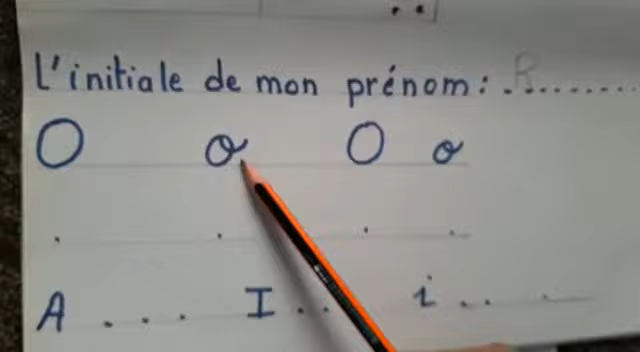 L'initiale de mon prénom : R........
O o O o
. . . .
A . . . I . . i . . .